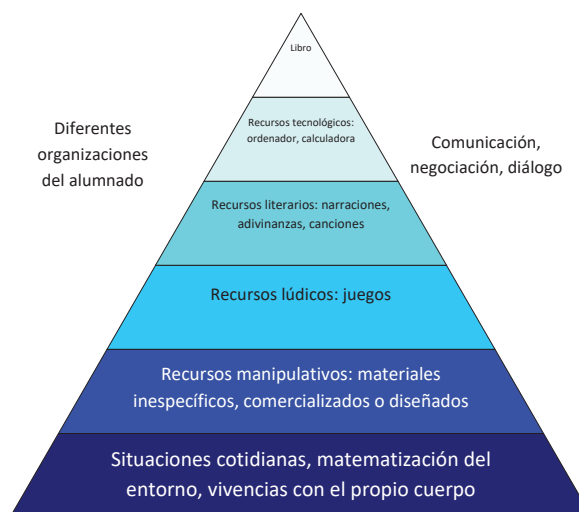 Libro
Recursos tecnológicos:
ordenador, calculadora
Diferentes
organizaciones
del alumnado
Comunicación,
negociación, diálogo
Recursos literarios: narraciones,
adivinanzas, canciones
Recursos lúdicos: juegos
Recursos manipulativos: materiales
inespecíficos, comercializados o diseñados
Situaciones cotidianas, matematización del
entorno, vivencias con el propio cuerpo